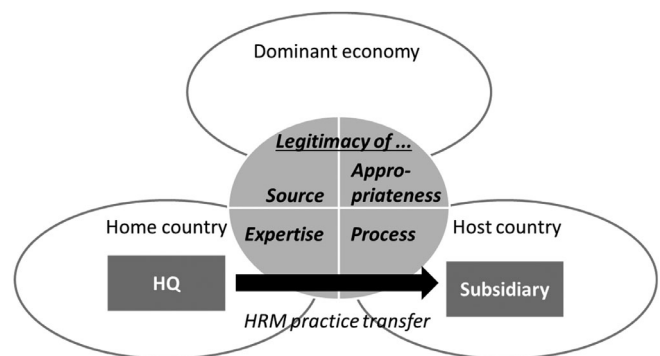 Dominant economy
Legitimacy of ...
Source
Appro-
priateness
Home country
Expertise
Process
Host country
HQ
Subsidiary
HRM practice transfer